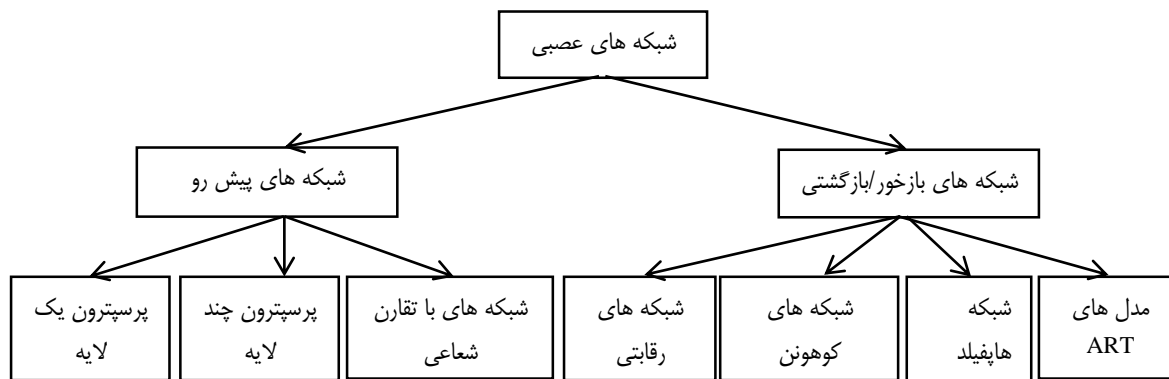 شبکه های عصبی
شبکه های بازخور/بازگشتی
شبکه های پیش رو
مدل های
ART
شبکه
هاپفیلد
شبکه های
کوهونن
شبکه های
رقابتی
شبکه های با تقارن
شعاعی
پرسپترون چند
لایه
پرسپترون یک
لایه